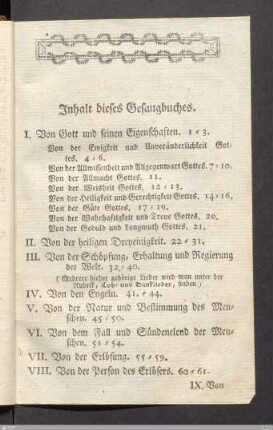 Inhalt dieses Gesangbuches.
I. Von Gott und seinen Eigenschaften. 1=3.
Von der Ewigkeit und Unveränderlichkeit Got-
tes. 4=6.
Von der Allwissenheit und Allgegenwart Gottes. 7=10.
Von der Allmacht Gottes, 11.
Von der Weisheit Gottes, 12=13.
Von der Heiligkeit und Gerechtigkeit Gottes, 14=16,
Von der Güte Gottes, 17=19.
Von der Wahrhaftigkeit und Treue Gottes. 20,
Von der Geduld und Langmuth Gottes, 21.
II. Von der heiligen Dreyeinigkeit. 22=31.
III. Von der Schöpfung, Erhaltung und Regierung
der Welt. 32=40.
(Mehrere hieher gehörige Lieder wird man unter der
Rubrik, Lob= und Danklieder, finden)
IV. Von den Engeln. 41=44.
V. Von der Natur und Bestimmung des Men-
schen. 45=50.
VI. Von dem Fall und Sündenelend der Men-
schen. 51=54.
VII. Von der Erlösung. 55=59.
VIII. Von der Person des Erlösers. 60=61.
IX. Von